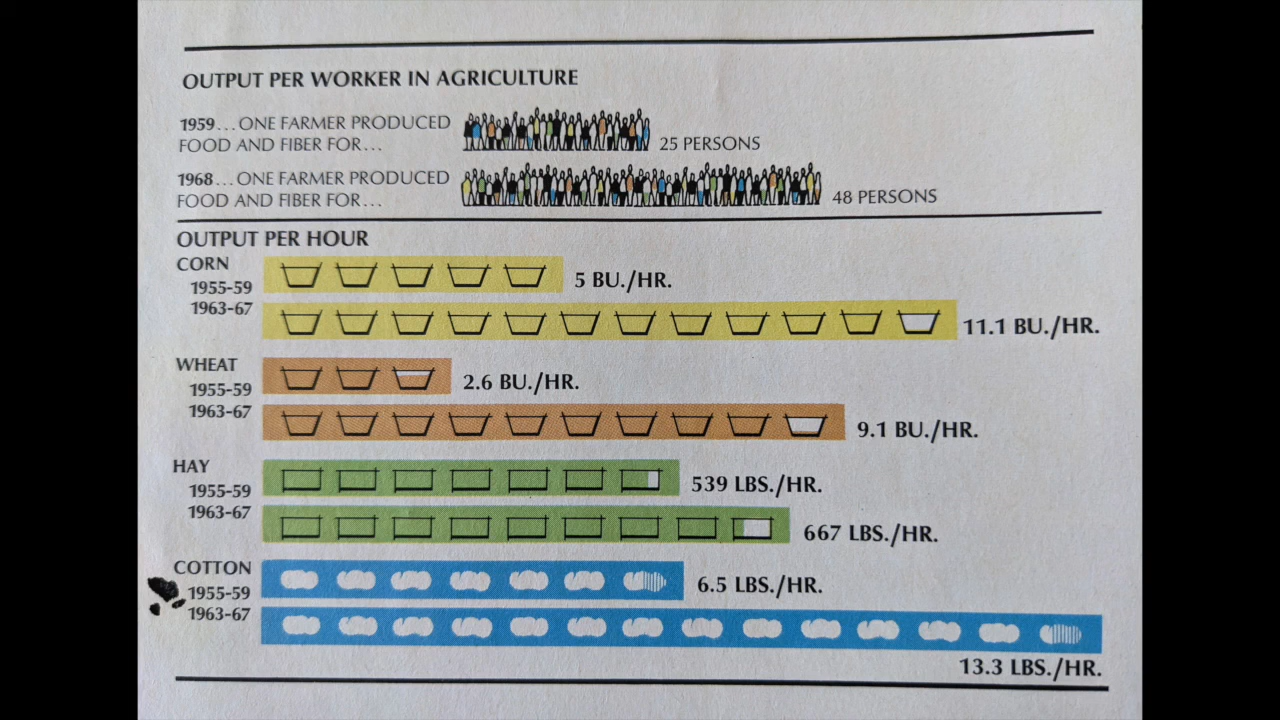 OUTPUT PER WORKER IN AGRICULTURE
1959...ONE FARMER PRODUCED
FOOD AND FIBER FOR...
25 PERSONS
1968...ONE FARMER PRODUCED
FOOD AND FIBER FOR...
48 PERSONS
OUTPUT PER HOUR
CORN
1955-59
5 BU./HR.
1963-67
11.1 BU./HR.
WHEAT
1955-59
2.6 BU./HR.
1963-67
9.1 BU./HR.
HAY
1955-59
539 LBS./HR.
1963-67
667 LBS./HR.
COTTON
1955-59
6.5 LBS./HR.
1963-67
13.3 LBS./HR.